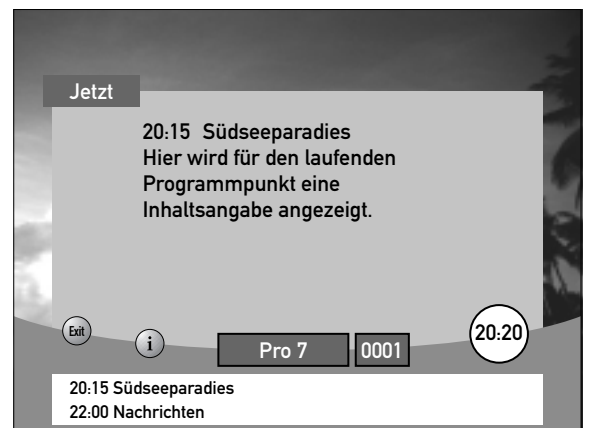 Jetzt
20:15 Südseeparadies
Hier wird für den laufenden
Programmpunkt eine
Inhaltsangabe angezeigt.
Exit
i
Pro 7 0001
20:20
20:15 Südseeparadies
22:00 Nachrichten